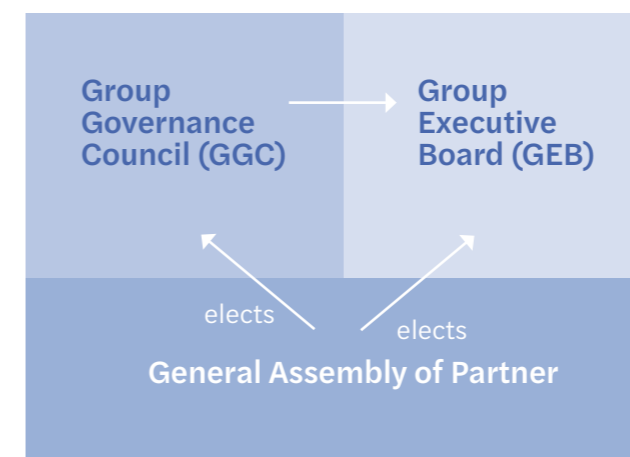 Group
Governance
Council (GGC)
Group
Executive
Board (GEB)
elects
elects
General Assembly of Partner